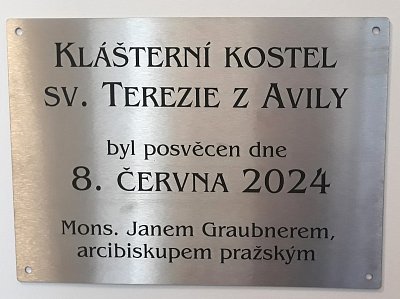 Klášterní kostel
sv. Terezie z Avily
byl posvěcen dne
8. června 2024
Mons. Janem Graubnerem,
arcibiskupem pražským